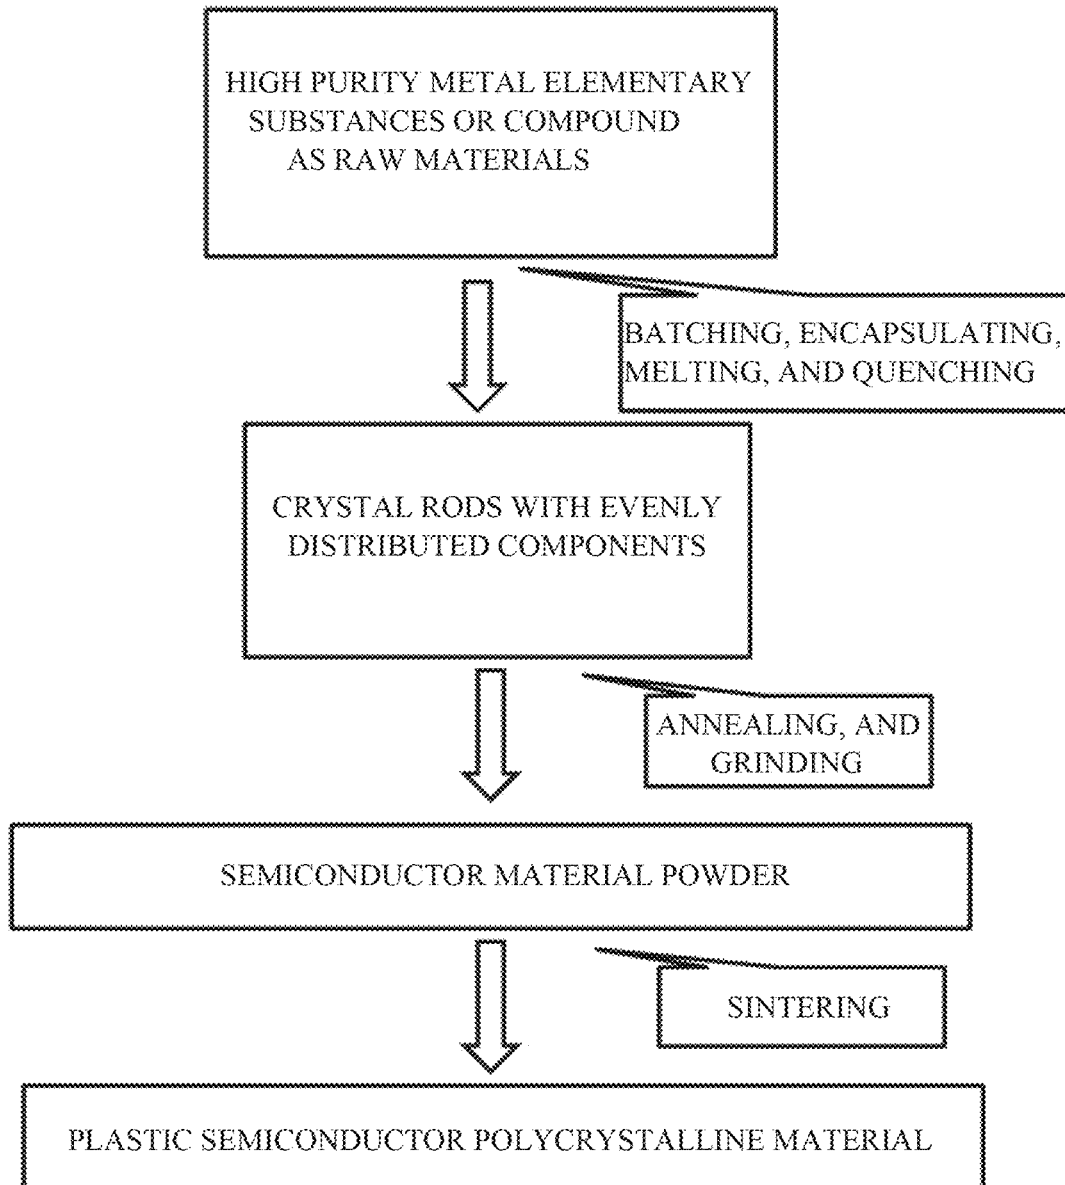 HIGH PURITY METAL ELEMENTARY
SUBSTANCES OR COMPOUND
AS RAW MATERIALS
BATCHING, ENCAPSULATING,
MELTING, AND QUENCHING
CRYSTAL RODS WITH EVENLY
DISTRIBUTED COMPONENTS
ANNEALING, AND
GRINDING
SEMICONDUCTOR MATERIAL POWDER
SINTERING
PLASTIC SEMICONDUCTOR POLYCRYSTALLINE MATERIAL